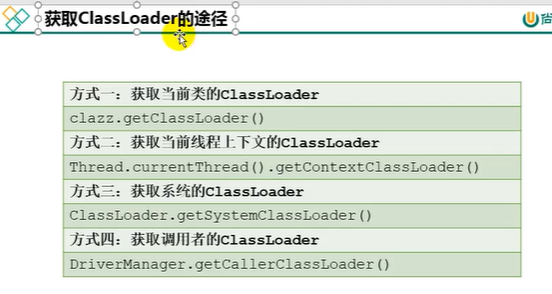 获取ClassLoader的途径
尚
方式一：获取当前类的ClassLoader
clazz.getClassLoader()
方式二：获取当前线程上下文的ClassLoader
Thread.currentThread().getContextClassLoader()
方式三：获取系统的ClassLoader
ClassLoader.getSystemClassLoader()
方式四：获取调用者的ClassLoader
DriverManager.getCallerClassLoader()